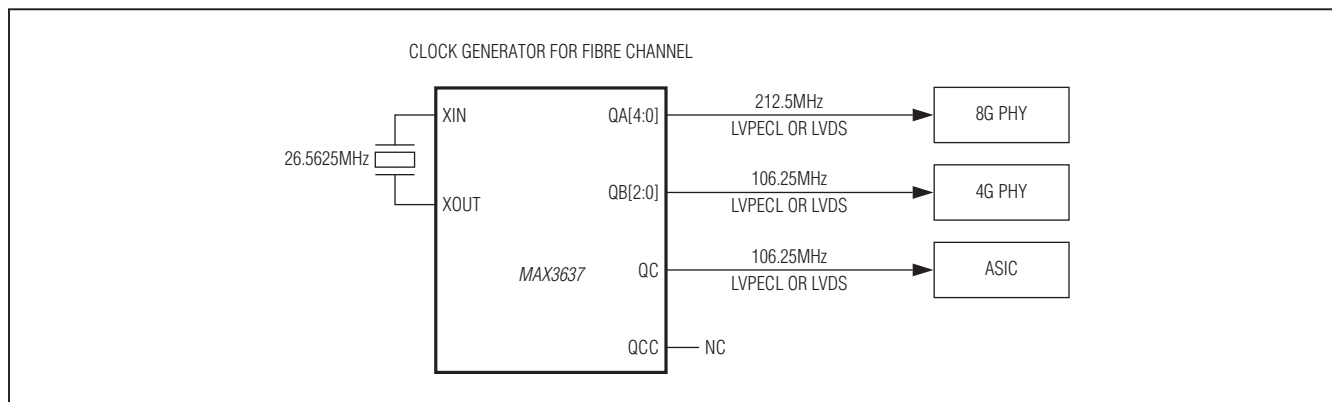 CLOCK GENERATOR FOR FIBRE CHANNEL
XIN
QA[4:0]
212.5MHz
LVPECL OR LVDS
8G PHY
26.5625MHz
XOUT
QB[2:0]
106.25MHz
LVPECL OR LVDS
4G PHY
MAX3637
QC
106.25MHz
LVPECL OR LVDS
ASIC
QCC
NC